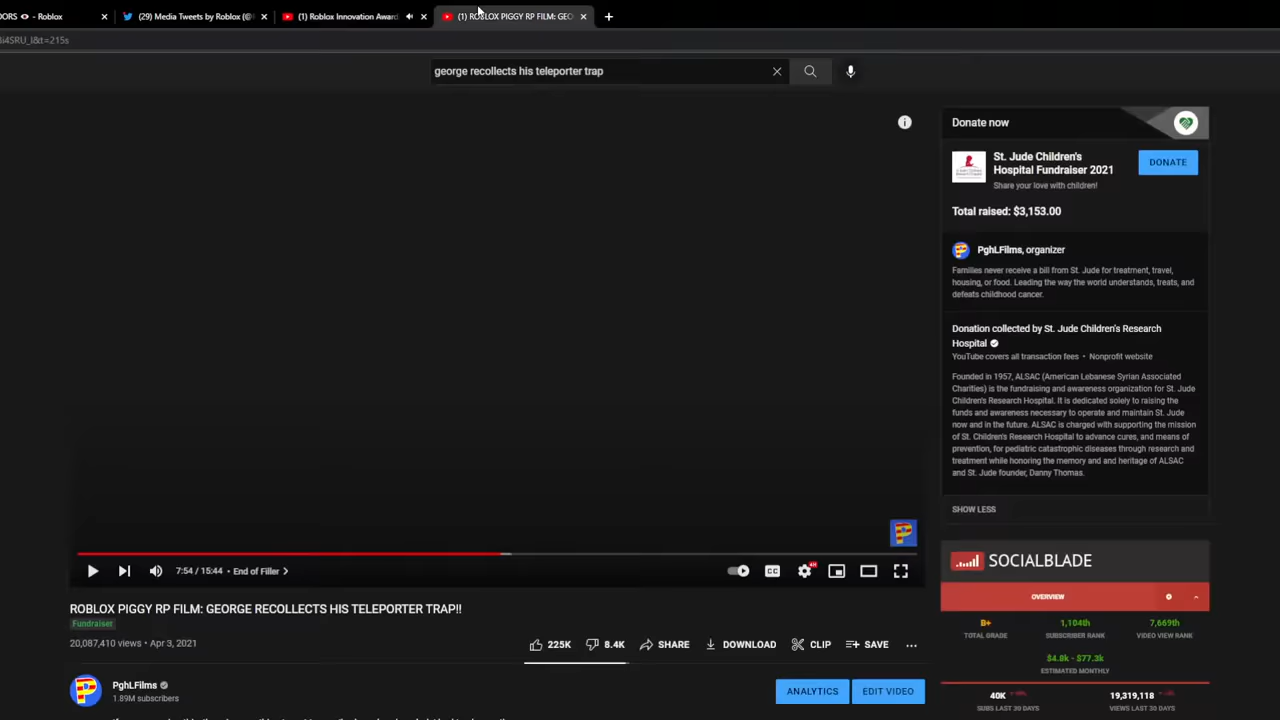 DORS - Roblox
(29) Media Tweets by Roblox (@R
(1) Roblox Innovation Award
(1) ROBLOX PIGGY RP FILM: GEO
i4SRU_I&t=215s
george recollects his teleporter trap
Donate now
St. Jude Children's
Hospital Fundraiser 2021
Share your love with children!
DONATE
Total raised: $3,153.00
PghLFilms, organizer
Families never receive a bill from St. Jude for treatment, travel,
housing, or food. Leading the way the world understands, treats, and
defeats childhood cancer.
Donation collected by St. Jude Children's Research
Hospital
YouTube covers all transaction fees • Nonprofit website
Founded in 1957, ALSAC (American Lebanese Syrian Associated
Charities) is the fundraising and awareness organization for St. Jude
Children's Research Hospital. It is dedicated solely to raising the
funds and awareness necessary to operate and maintain St. Jude
now and in the future. ALSAC is charged with supporting the mission
of St. Children's Research Hospital to advance cures, and means of
prevention, for pediatric catastrophic diseases through research and
treatment while honoring the memory and and heritage of ALSAC
and St. Jude founder, Danny Thomas.
SHOW LESS
7:54 / 15:44 • End of Filler
CC
ROBLOX PIGGY RP FILM: GEORGE RECOLLECTS HIS TELEPORTER TRAP!!
Fundraiser
20,087,410 views • Apr 3, 2021
225K
8.4K
SHARE
DOWNLOAD
CLIP
SAVE
PghLFilms
1.89M subscribers
ANALYTICS
EDIT VIDEO
SOCIALBLADE
OVERVIEW
B+
1,104th
7,669th
TOTAL GRADE
SUBSCRIBER RANK
VIDEO VIEW RANK
$4.8k - $77.3k
ESTIMATED MONTHLY
40K
19,319,118
SUBS LAST 30 DAYS
VIEWS LAST 30 DAYS